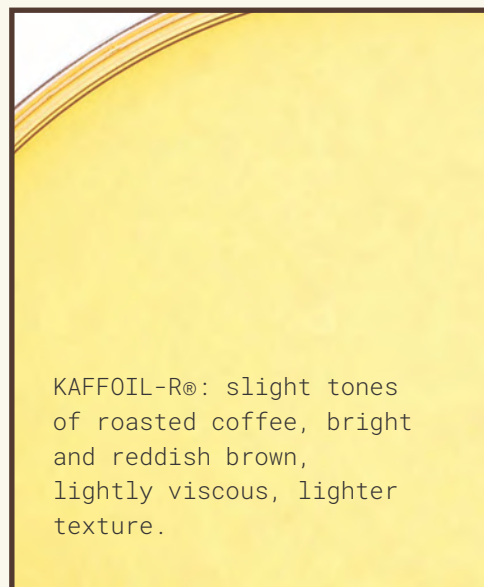 KAFFOIL-R®: slight tones
of roasted coffee, bright
and reddish brown,
lightly viscous, lighter
texture.